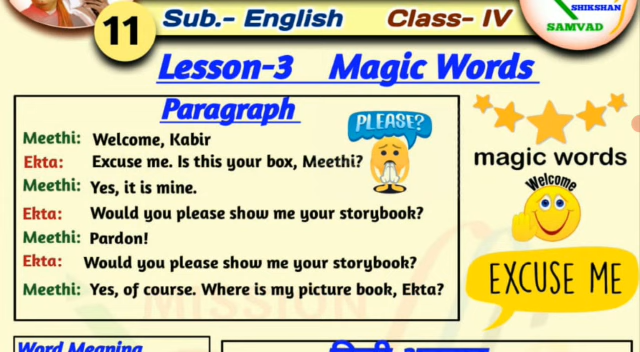 SHIKSHAN
SAMVAD
11
Sub.- English Class- IV
Lesson-3 Magic Words
Paragraph
PLEASE?
Meethi: Welcome, Kabir
Ekta: Excuse me. Is this your box, Meethi?
Meethi: Yes, it is mine.
Ekta: Would you please show me your storybook?
Meethi: Pardon!
Ekta: Would you please show me your storybook?
Meethi: Yes, of course. Where is my picture book, Ekta?
magic words
Welcome
EXCUSE ME
MISSION
Word Meaning